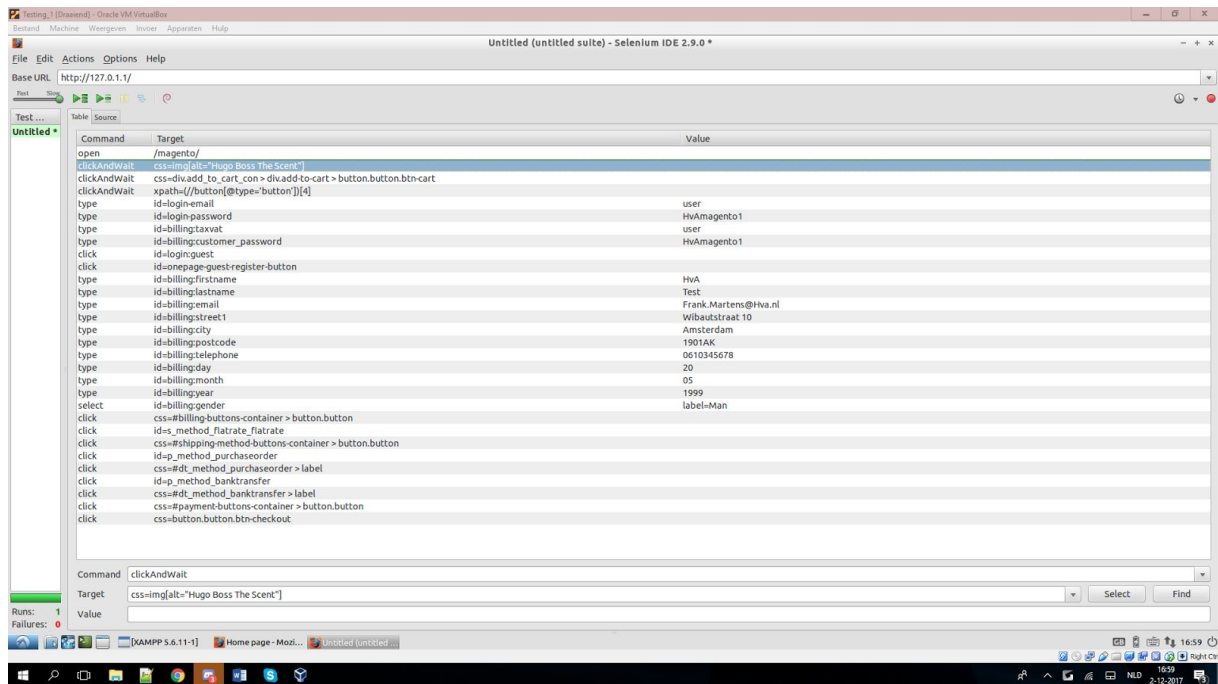 Testing_1 [Draaiend] - Oracle VM VirtualBox
Bestand Machine Weergeven Invoer Apparaten Hulp
Untitled (untitled suite) - Selenium IDE 2.9.0 *
File Edit Actions Options Help
Base URL http://127.0.1.1/
Fast Slow
Test ... Table Source
Untitled *
Command Target Value
open /magento/
clickAndWait css=img[alt="Hugo Boss The Scent"]
clickAndWait css=div.add_to_cart_con > div.add-to-cart > button.button.btn-cart
clickAndWait xpath=(//button[@type='button'])[4]
type id=login-email user
type id=login-password HvAmagento1
type id=billing:taxvat user
type id=billing:customer_password HvAmagento1
click id=login:guest
click id=onepage-guest-register-button
type id=billing:firstname HvA
type id=billing:lastname Test
type id=billing:email Frank.Martens@Hva.nl
type id=billing:street1 Wibautstraat 10
type id=billing:city Amsterdam
type id=billing:postcode 1901AK
type id=billing:telephone 0610345678
type id=billing:day 20
type id=billing:month 05
type id=billing:year 1999
select id=billing:gender label=Man
click css=#billing-buttons-container > button.button
click id=s_method_flatrate_flatrate
click css=#shipping-method-buttons-container > button.button
click id=p_method_purchaseorder
click css=#dt_method_purchaseorder > label
click id=p_method_banktransfer
click css=#dt_method_banktransfer > label
click css=#payment-buttons-container > button.button
click css=button.button.btn-checkout
Command clickAndWait
Target css=img[alt="Hugo Boss The Scent"] Select Find
Runs: 1 Value
Failures: 0
[XAMPP 5.6.11-1] Home page - Mozi... Untitled (untitled ... 16:59
Right Ctrl
NLD 16:59
2-12-2017